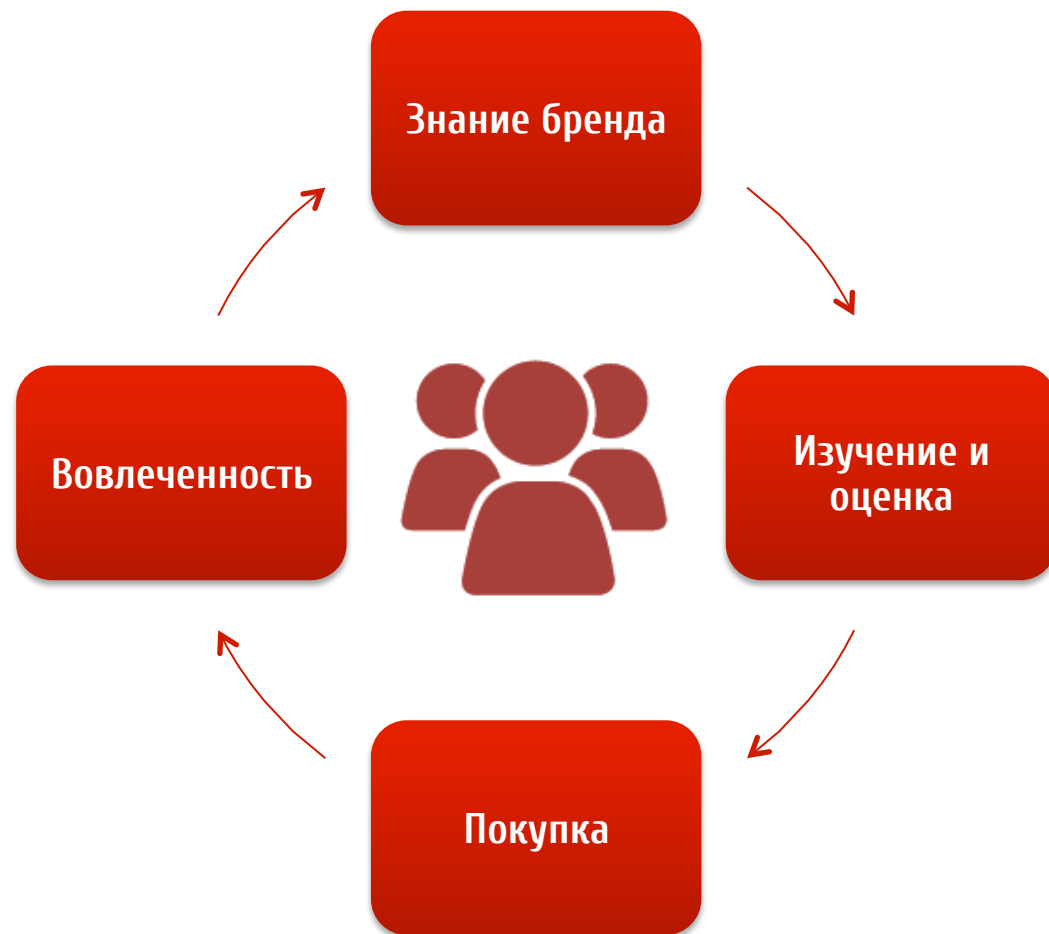 Знание бренда
Вовлеченность
Изучение и
оценка
Покупка